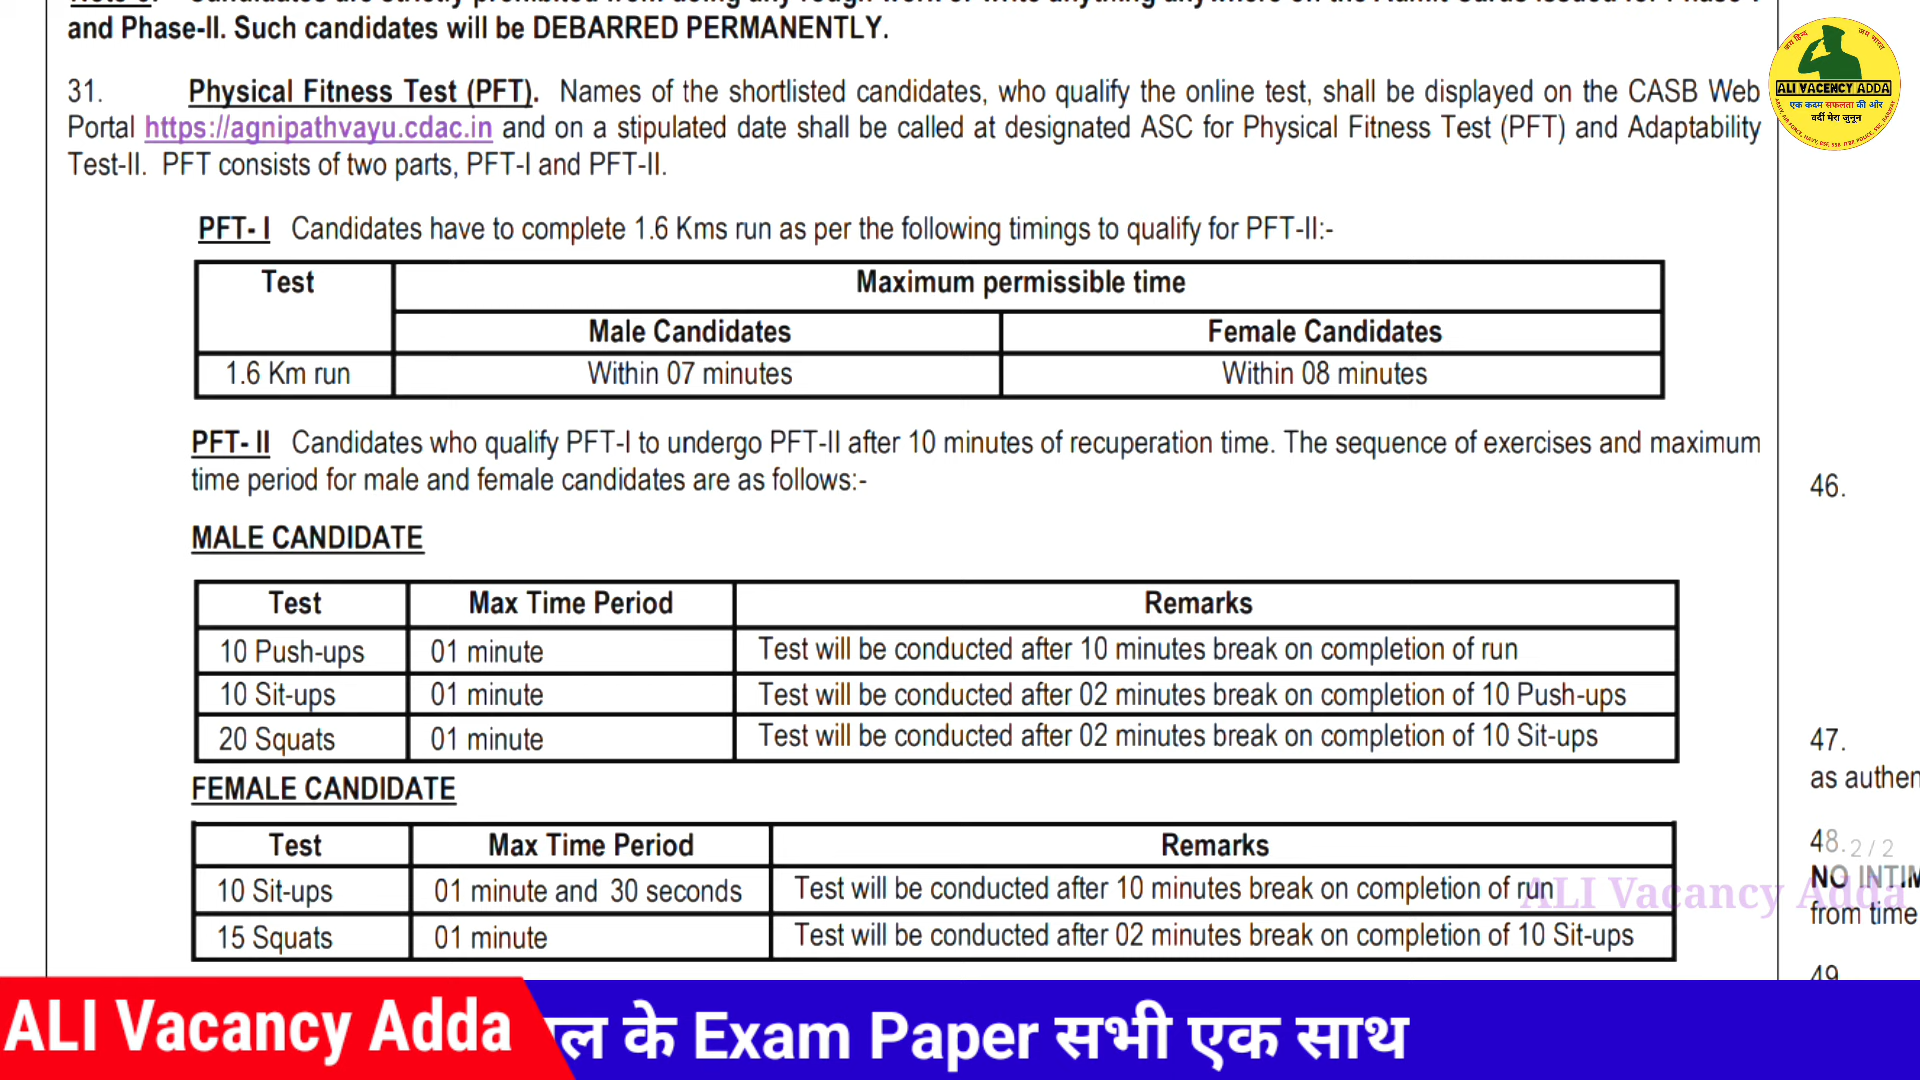 and Phase-II. Such candidates will be DEBARRED PERMANENTLY.
31. Physical Fitness Test (PFT). Names of the shortlisted candidates, who qualify the online test, shall be displayed on the CASB Web
Portal https://agnipathvayu.cdac.in and on a stipulated date shall be called at designated ASC for Physical Fitness Test (PFT) and Adaptability
Test-II. PFT consists of two parts, PFT-I and PFT-II.
PFT- I Candidates have to complete 1.6 Kms run as per the following timings to qualify for PFT-II:-
Test Maximum permissible time
Male Candidates Female Candidates
1.6 Km run Within 07 minutes Within 08 minutes
PFT- II Candidates who qualify PFT-I to undergo PFT-II after 10 minutes of recuperation time. The sequence of exercises and maximum
time period for male and female candidates are as follows:-
MALE CANDIDATE
Test Max Time Period Remarks
10 Push-ups 01 minute Test will be conducted after 10 minutes break on completion of run
10 Sit-ups 01 minute Test will be conducted after 02 minutes break on completion of 10 Push-ups
20 Squats 01 minute Test will be conducted after 02 minutes break on completion of 10 Sit-ups
FEMALE CANDIDATE
Test Max Time Period Remarks
10 Sit-ups 01 minute and 30 seconds Test will be conducted after 10 minutes break on completion of run
15 Squats 01 minute Test will be conducted after 02 minutes break on completion of 10 Sit-ups
46.
47.
as authen
48.
2 / 2
NO INTIM
from time
49
ALI Vacancy Adda
जय हिन्द जय भारत
ALI VACENCY ADDA
एक कदम सफलता की ओर
वर्दी मेरा जुनून
ALI Vacancy Adda
ल के Exam Paper सभी एक साथ